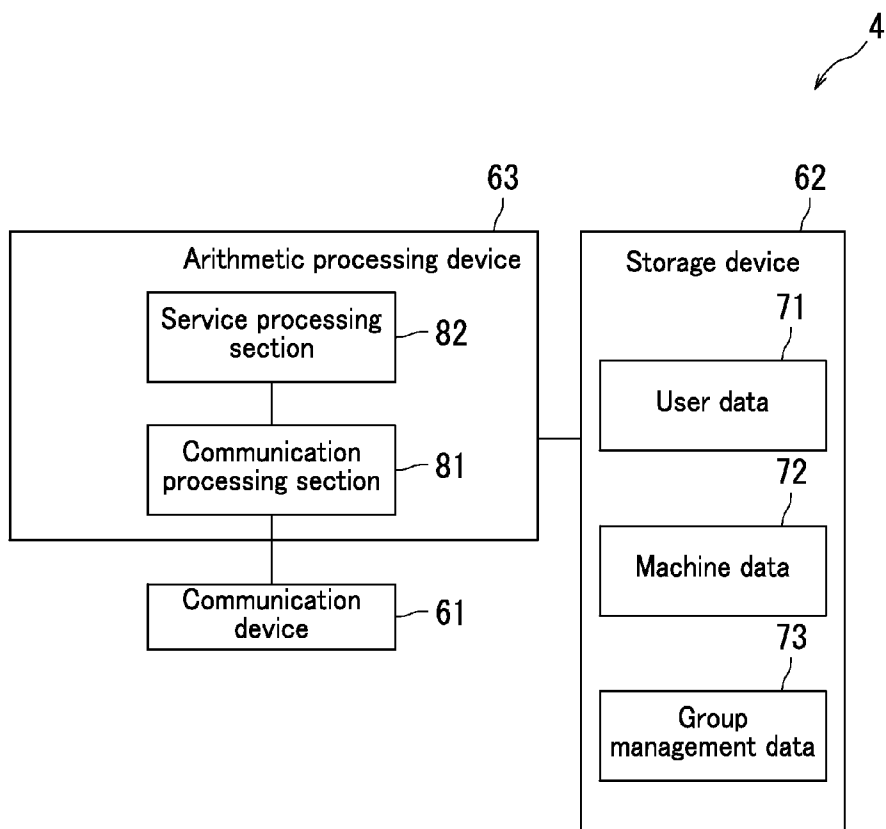 4
63
Arithmetic processing device
Service processing
section
82
Communication
processing section
81
Communication
device
61
62
Storage device
71
User data
72
Machine data
73
Group
management data